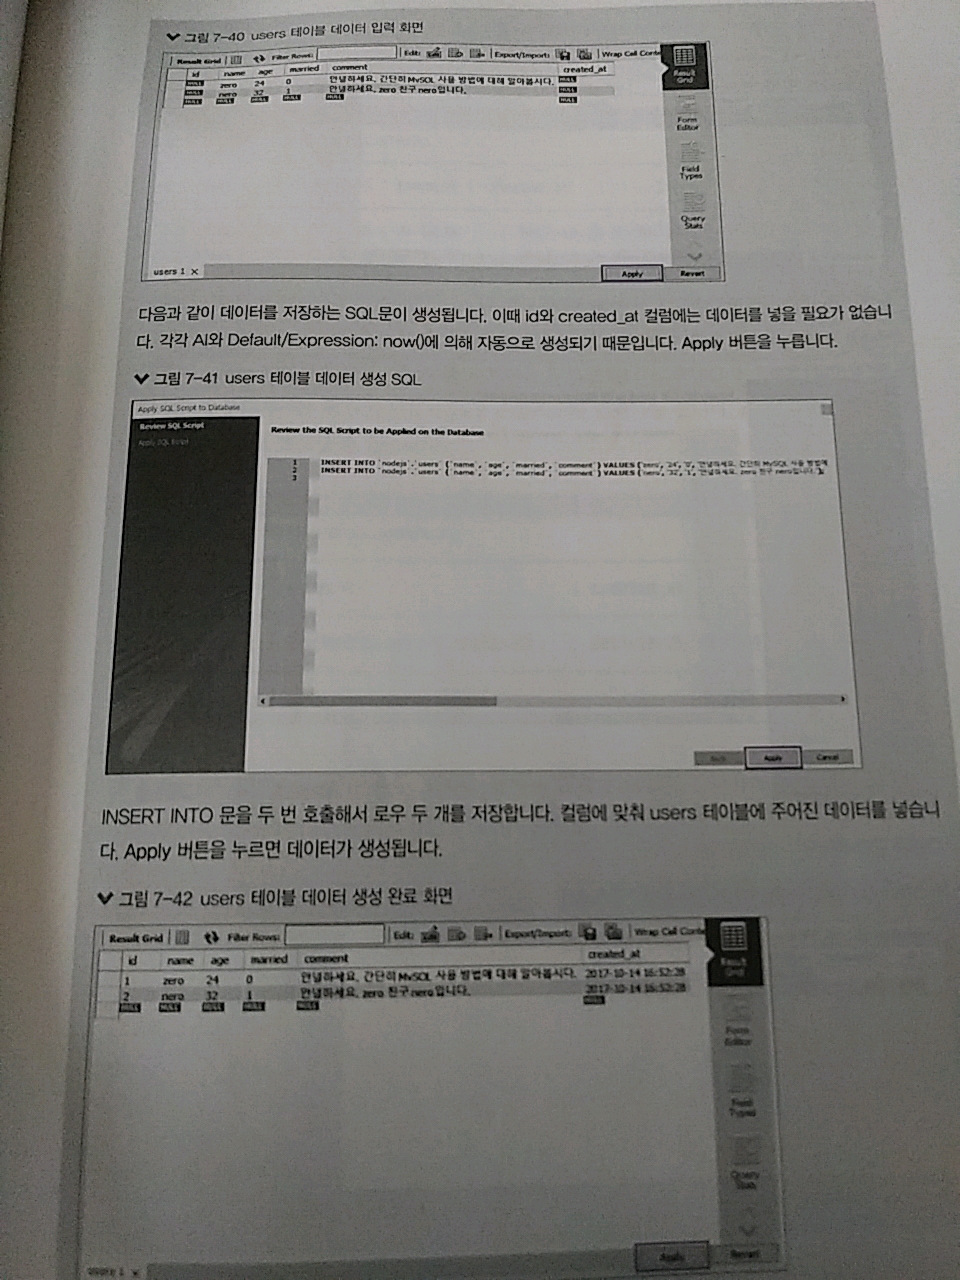 그림 7-40 users 테이블 데이터 입력 화면
Result Grid Filter Rows: Edit: Export/Import: Wrap Cell Conte
id name age married comment created_at
NULL zero 24 0 안녕하세요. 간단히 MySQL 사용 방법에 대해 알아봅시다. NULL
NULL nero 32 1 안녕하세요. zero 친구 nero입니다. NULL
NULL NULL NULL NULL NULL NULL
Result Grid
Form Editor
Field Types
Query Stats
users 1 ×
Apply Revert
다음과 같이 데이터를 저장하는 SQL문이 생성됩니다. 이때 id와 created_at 컬럼에는 데이터를 넣을 필요가 없습니
다. 각각 AI와 Default/Expression: now()에 의해 자동으로 생성되기 때문입니다. Apply 버튼을 누릅니다.
그림 7-41 users 테이블 데이터 생성 SQL
Apply SQL Script to Database
Review SQL Script
Apply SQL Script
Review the SQL Script to be Applied on the Database
1 INSERT INTO `nodejs`.`users` (`name`, `age`, `married`, `comment`) VALUES ('zero', '24', '0', '안녕하세요. 간단히 MySQL 사용 방법에
2 INSERT INTO `nodejs`.`users` (`name`, `age`, `married`, `comment`) VALUES ('nero', '32', '1', '안녕하세요. zero 친구 nero입니다.');
3
Back Apply Cancel
INSERT INTO 문을 두 번 호출해서 로우 두 개를 저장합니다. 컬럼에 맞춰 users 테이블에 주어진 데이터를 넣습니
다. Apply 버튼을 누르면 데이터가 생성됩니다.
그림 7-42 users 테이블 데이터 생성 완료 화면
Result Grid Filter Rows: Edit: Export/Import: Wrap Cell Conte
id name age married comment created_at
1 zero 24 0 안녕하세요. 간단히 MySQL 사용 방법에 대해 알아봅시다. 2017-10-14 16:52:28
2 nero 32 1 안녕하세요. zero 친구 nero입니다. 2017-10-14 16:52:28
NULL NULL NULL NULL NULL NULL
Result Grid
Form Editor
Field Types
Query Stats
users 1 ×
Apply Revert